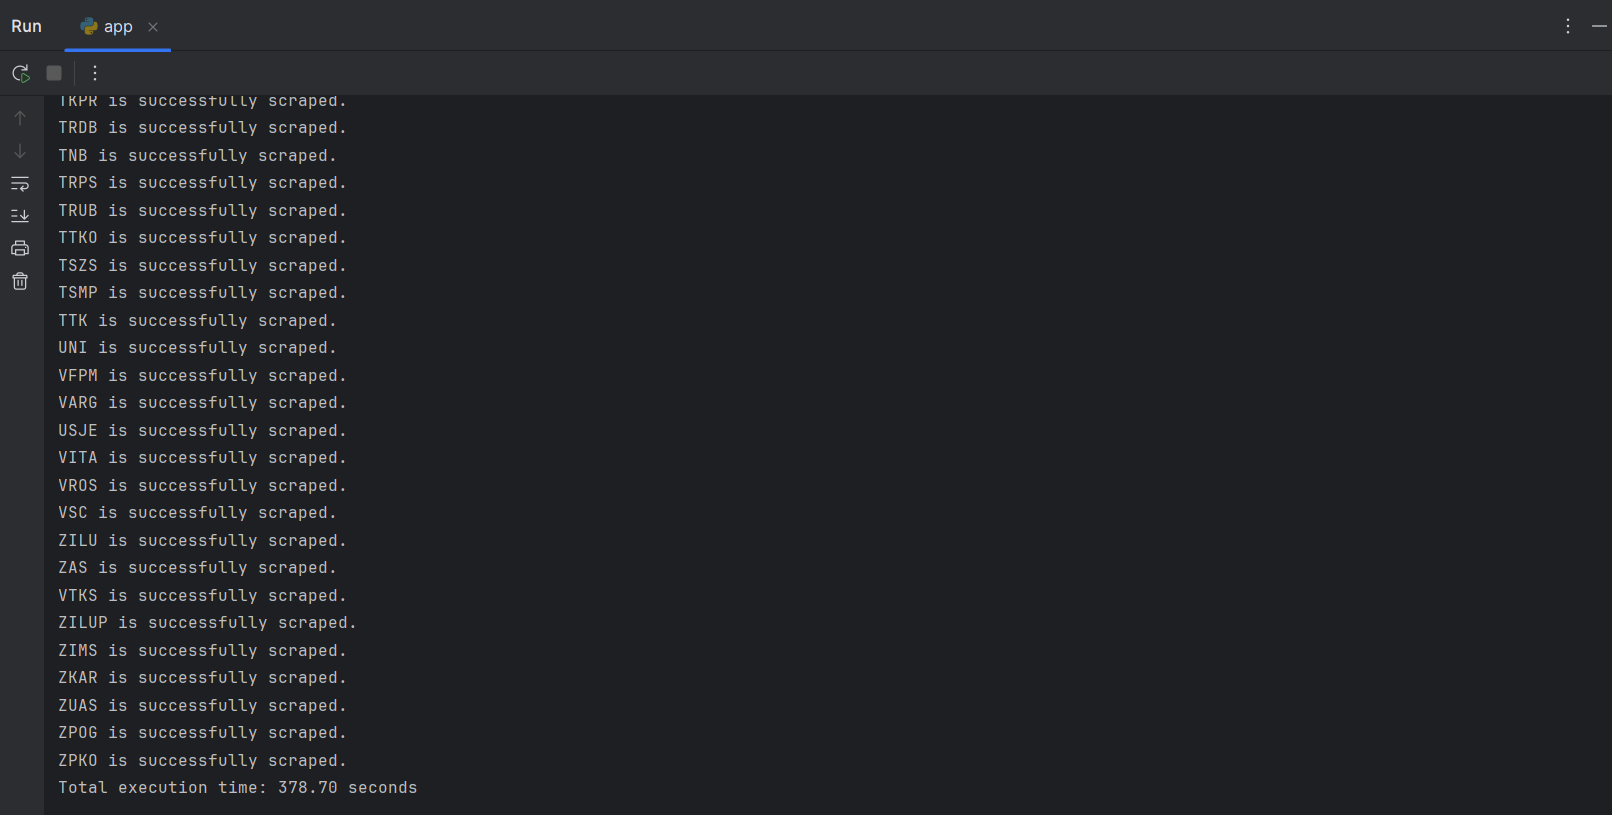 Run app
TKPR is successfully scraped.
TRDB is successfully scraped.
TNB is successfully scraped.
TRPS is successfully scraped.
TRUB is successfully scraped.
TTKO is successfully scraped.
TSZS is successfully scraped.
TSMP is successfully scraped.
TTK is successfully scraped.
UNI is successfully scraped.
VFPM is successfully scraped.
VARG is successfully scraped.
USJE is successfully scraped.
VITA is successfully scraped.
VROS is successfully scraped.
VSC is successfully scraped.
ZILU is successfully scraped.
ZAS is successfully scraped.
VTKS is successfully scraped.
ZILUP is successfully scraped.
ZIMS is successfully scraped.
ZKAR is successfully scraped.
ZUAS is successfully scraped.
ZPOG is successfully scraped.
ZPKO is successfully scraped.
Total execution time: 378.70 seconds